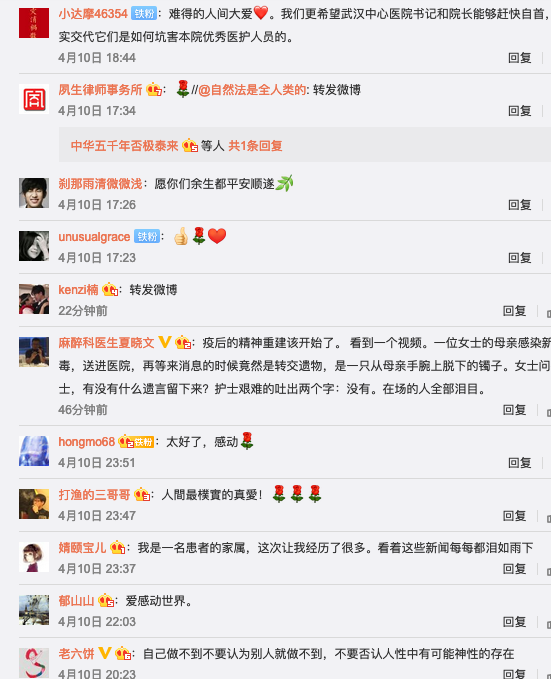 小达摩46354 铁粉：难得的人间大爱❤️。我们更希望武汉中心医院书记和院长能够赶快自首，
实交代它们是如何坑害本院优秀医护人员的。
4月10日 18:44
回复
夙生律师事务所：🌹//@自然法是全人类的: 转发微博
4月10日 17:34
回复
中华五千年否极泰来 等人 共1条回复
刹那雨清微微浅：愿你们余生都平安顺遂🌿
4月10日 17:26
回复
unusualgrace 铁粉：👍🌹❤️
4月10日 17:23
回复
kenzi楠：转发微博
22分钟前
回复
麻醉科医生夏晓文：疫后的精神重建该开始了。 看到一个视频。一位女士的母亲感染新
毒，送进医院，再等来消息的时候竟然是转交遗物，是一只从母亲手腕上脱下的镯子。女士问
士，有没有什么遗言留下来？护士艰难的吐出两个字：没有。在场的人全部泪目。
46分钟前
回复
hongmo68 铁粉：太好了，感动🌹
4月10日 23:51
回复
打渔的三哥哥：人間最樸實的真愛！🌹🌹🌹
4月10日 23:47
回复
婧颐宝儿：我是一名患者的家属，这次让我经历了很多。看着这些新闻每每都泪如雨下
4月10日 23:37
回复
郁山山：爱感动世界。
4月10日 22:03
回复
老六饼：自己做不到不要认为别人就做不到，不要否认人性中有可能神性的存在
4月10日 20:23
回复